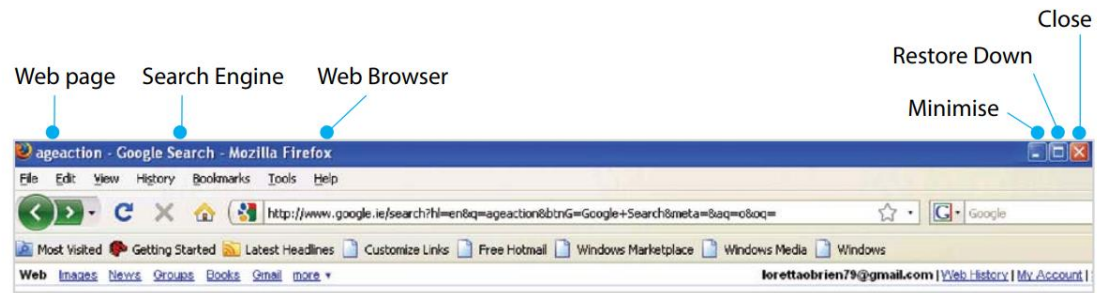 Close
Restore Down
Web page Search Engine Web Browser
Minimise
ageaction - Google Search - Mozilla Firefox
File Edit View History Bookmarks Tools Help
http://www.google.ie/search?hl=en&q=ageaction&btnG=Google+Search&meta=&aq=o&oq= G Google
Most Visited Getting Started Latest Headlines Customize Links Free Hotmail Windows Marketplace Windows Media Windows
Web Images News Groups Books Gmail more ▾ lorettaobrien79@gmail.com | Web History | My Account |